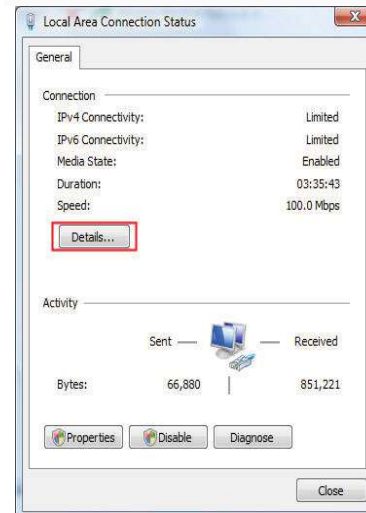 Local Area Connection Status
General
Connection
IPv4 Connectivity: Limited
IPv6 Connectivity: Limited
Media State: Enabled
Duration: 03:35:43
Speed: 100.0 Mbps
Details...
Activity
Sent Received
Bytes: 66,880 851,221
Properties Disable Diagnose
Close